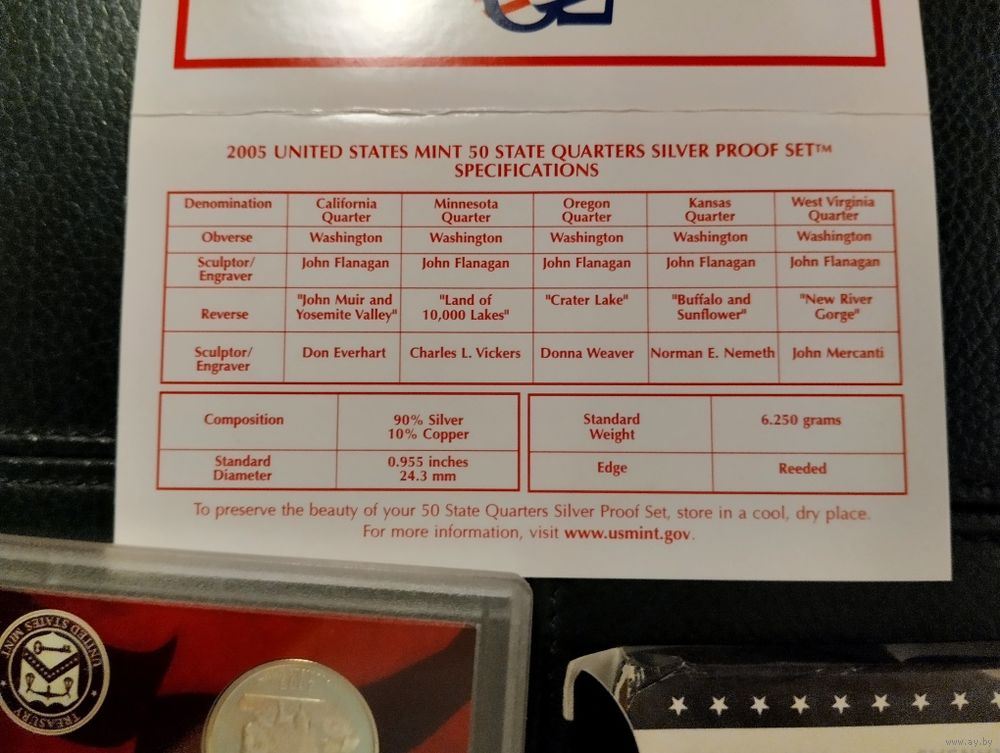 2005 UNITED STATES MINT 50 STATE QUARTERS SILVER PROOF SET™
SPECIFICATIONS
Denomination California Quarter Minnesota Quarter Oregon Quarter Kansas Quarter West Virginia Quarter
Obverse Washington Washington Washington Washington Washington
Sculptor/ Engraver John Flanagan John Flanagan John Flanagan John Flanagan John Flanagan
Reverse "John Muir and Yosemite Valley" "Land of 10,000 Lakes" "Crater Lake" "Buffalo and Sunflower" "New River Gorge"
Sculptor/ Engraver Don Everhart Charles L. Vickers Donna Weaver Norman E. Nemeth John Mercanti
Composition 90% Silver 10% Copper Standard Weight 6.250 grams
Standard Diameter 0.955 inches 24.3 mm Edge Reeded
To preserve the beauty of your 50 State Quarters Silver Proof Set, store in a cool, dry place.
For more information, visit www.usmint.gov.
UNITED STATES MINT
TREASURY
www.ay.by